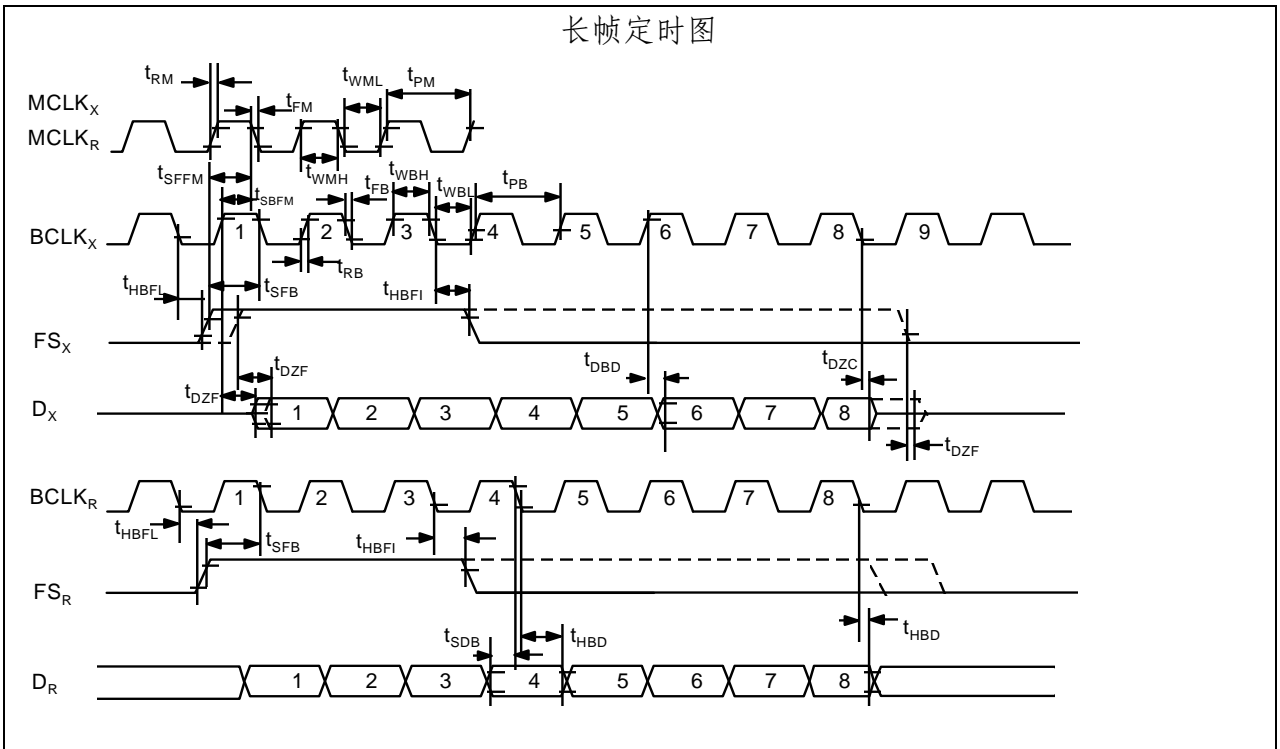 长帧定时图
tRM
tFM
tWML
tPM
MCLKX
MCLKR
tSFFM
tSBFM
tWMH
tFB
tWBH
tWBL
tPB
BCLKX
1 2 3 4 5 6 7 8 9
tRB
tHBFL
tSFB
tHBFI
FSX
tDZF
tDBD
tDZC
tDZF
DX
1 2 3 4 5 6 7 8
tDZF
BCLKR
1 2 3 4 5 6 7 8
tHBFL
tSFB
tHBFI
FSR
tSDB
tHBD
tHBD
DR
1 2 3 4 5 6 7 8